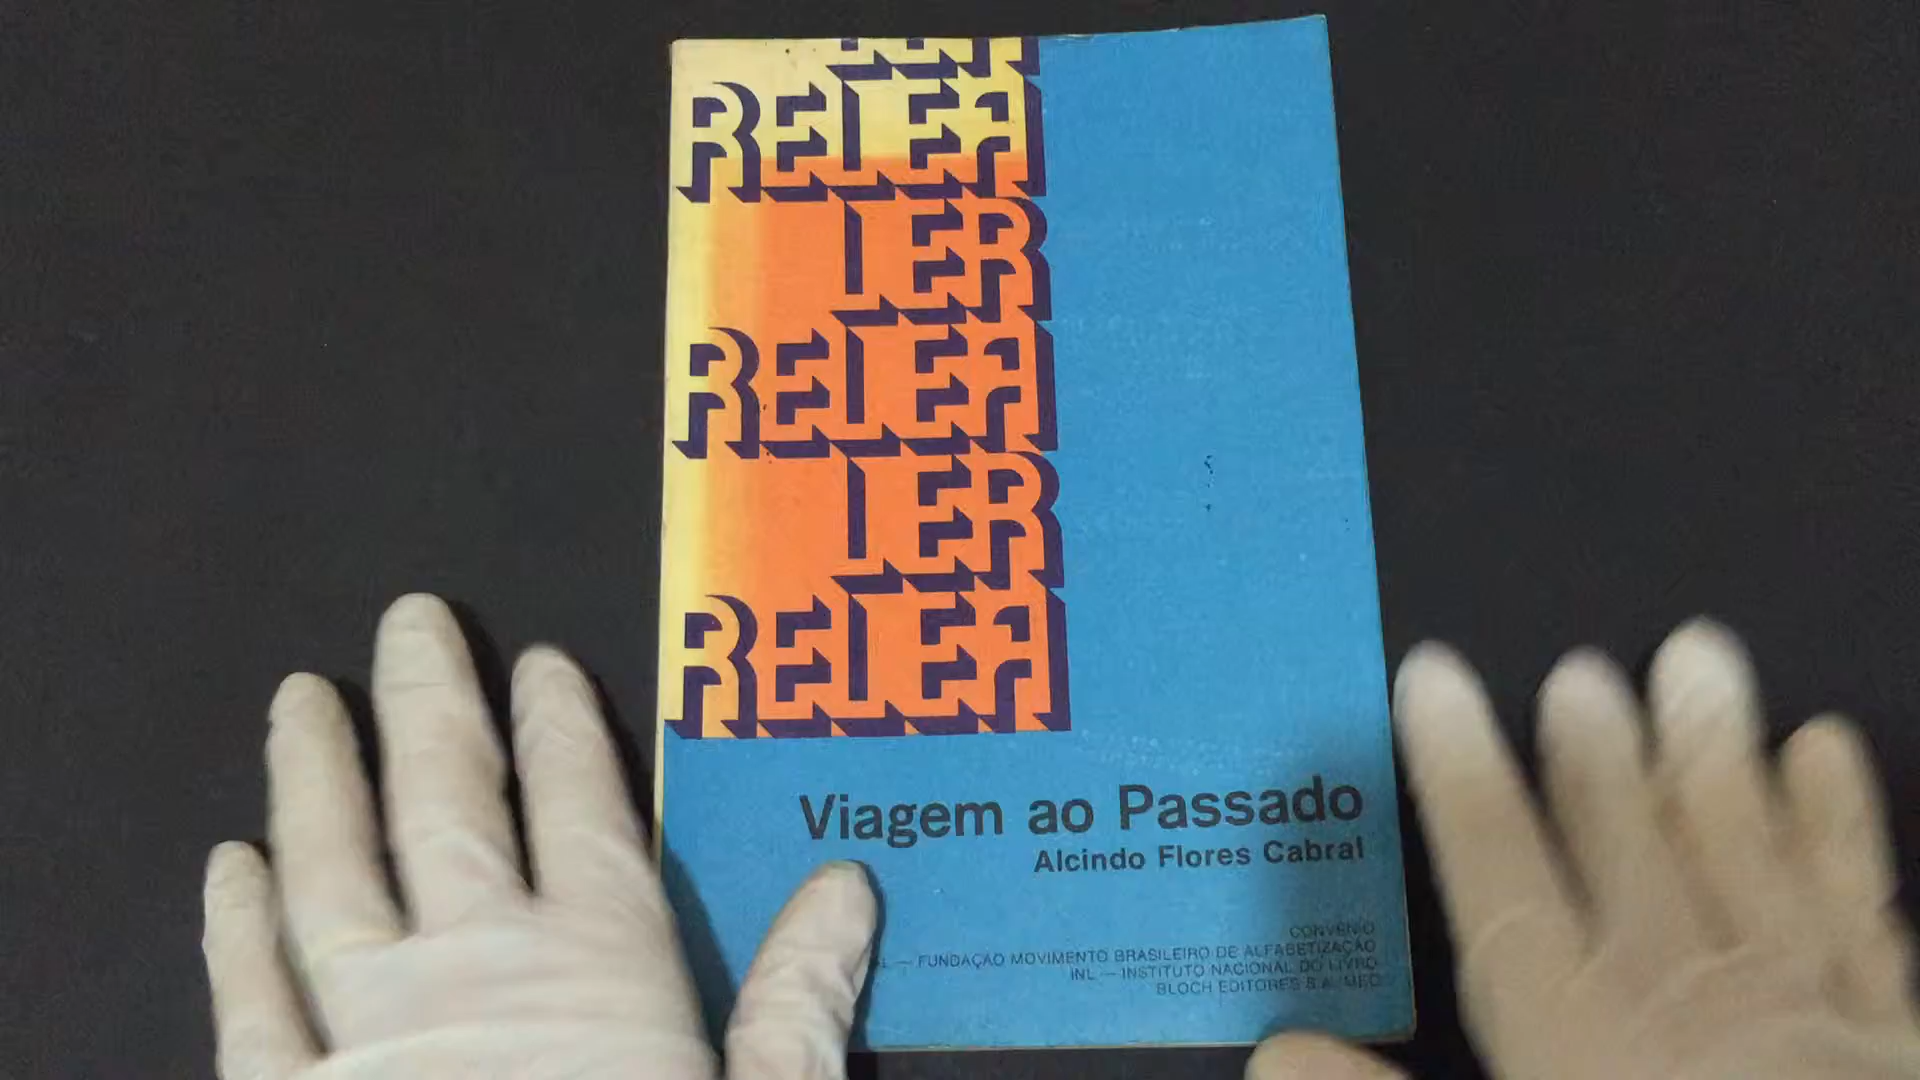 RELER
LER
RELER
LER
RELER
Viagem ao Passado
Alcindo Flores Cabral
CONVÊNIO
— FUNDAÇÃO MOVIMENTO BRASILEIRO DE ALFABETIZAÇÃO
INL — INSTITUTO NACIONAL DO LIVRO
BLOCH EDITORES S.A./MEC